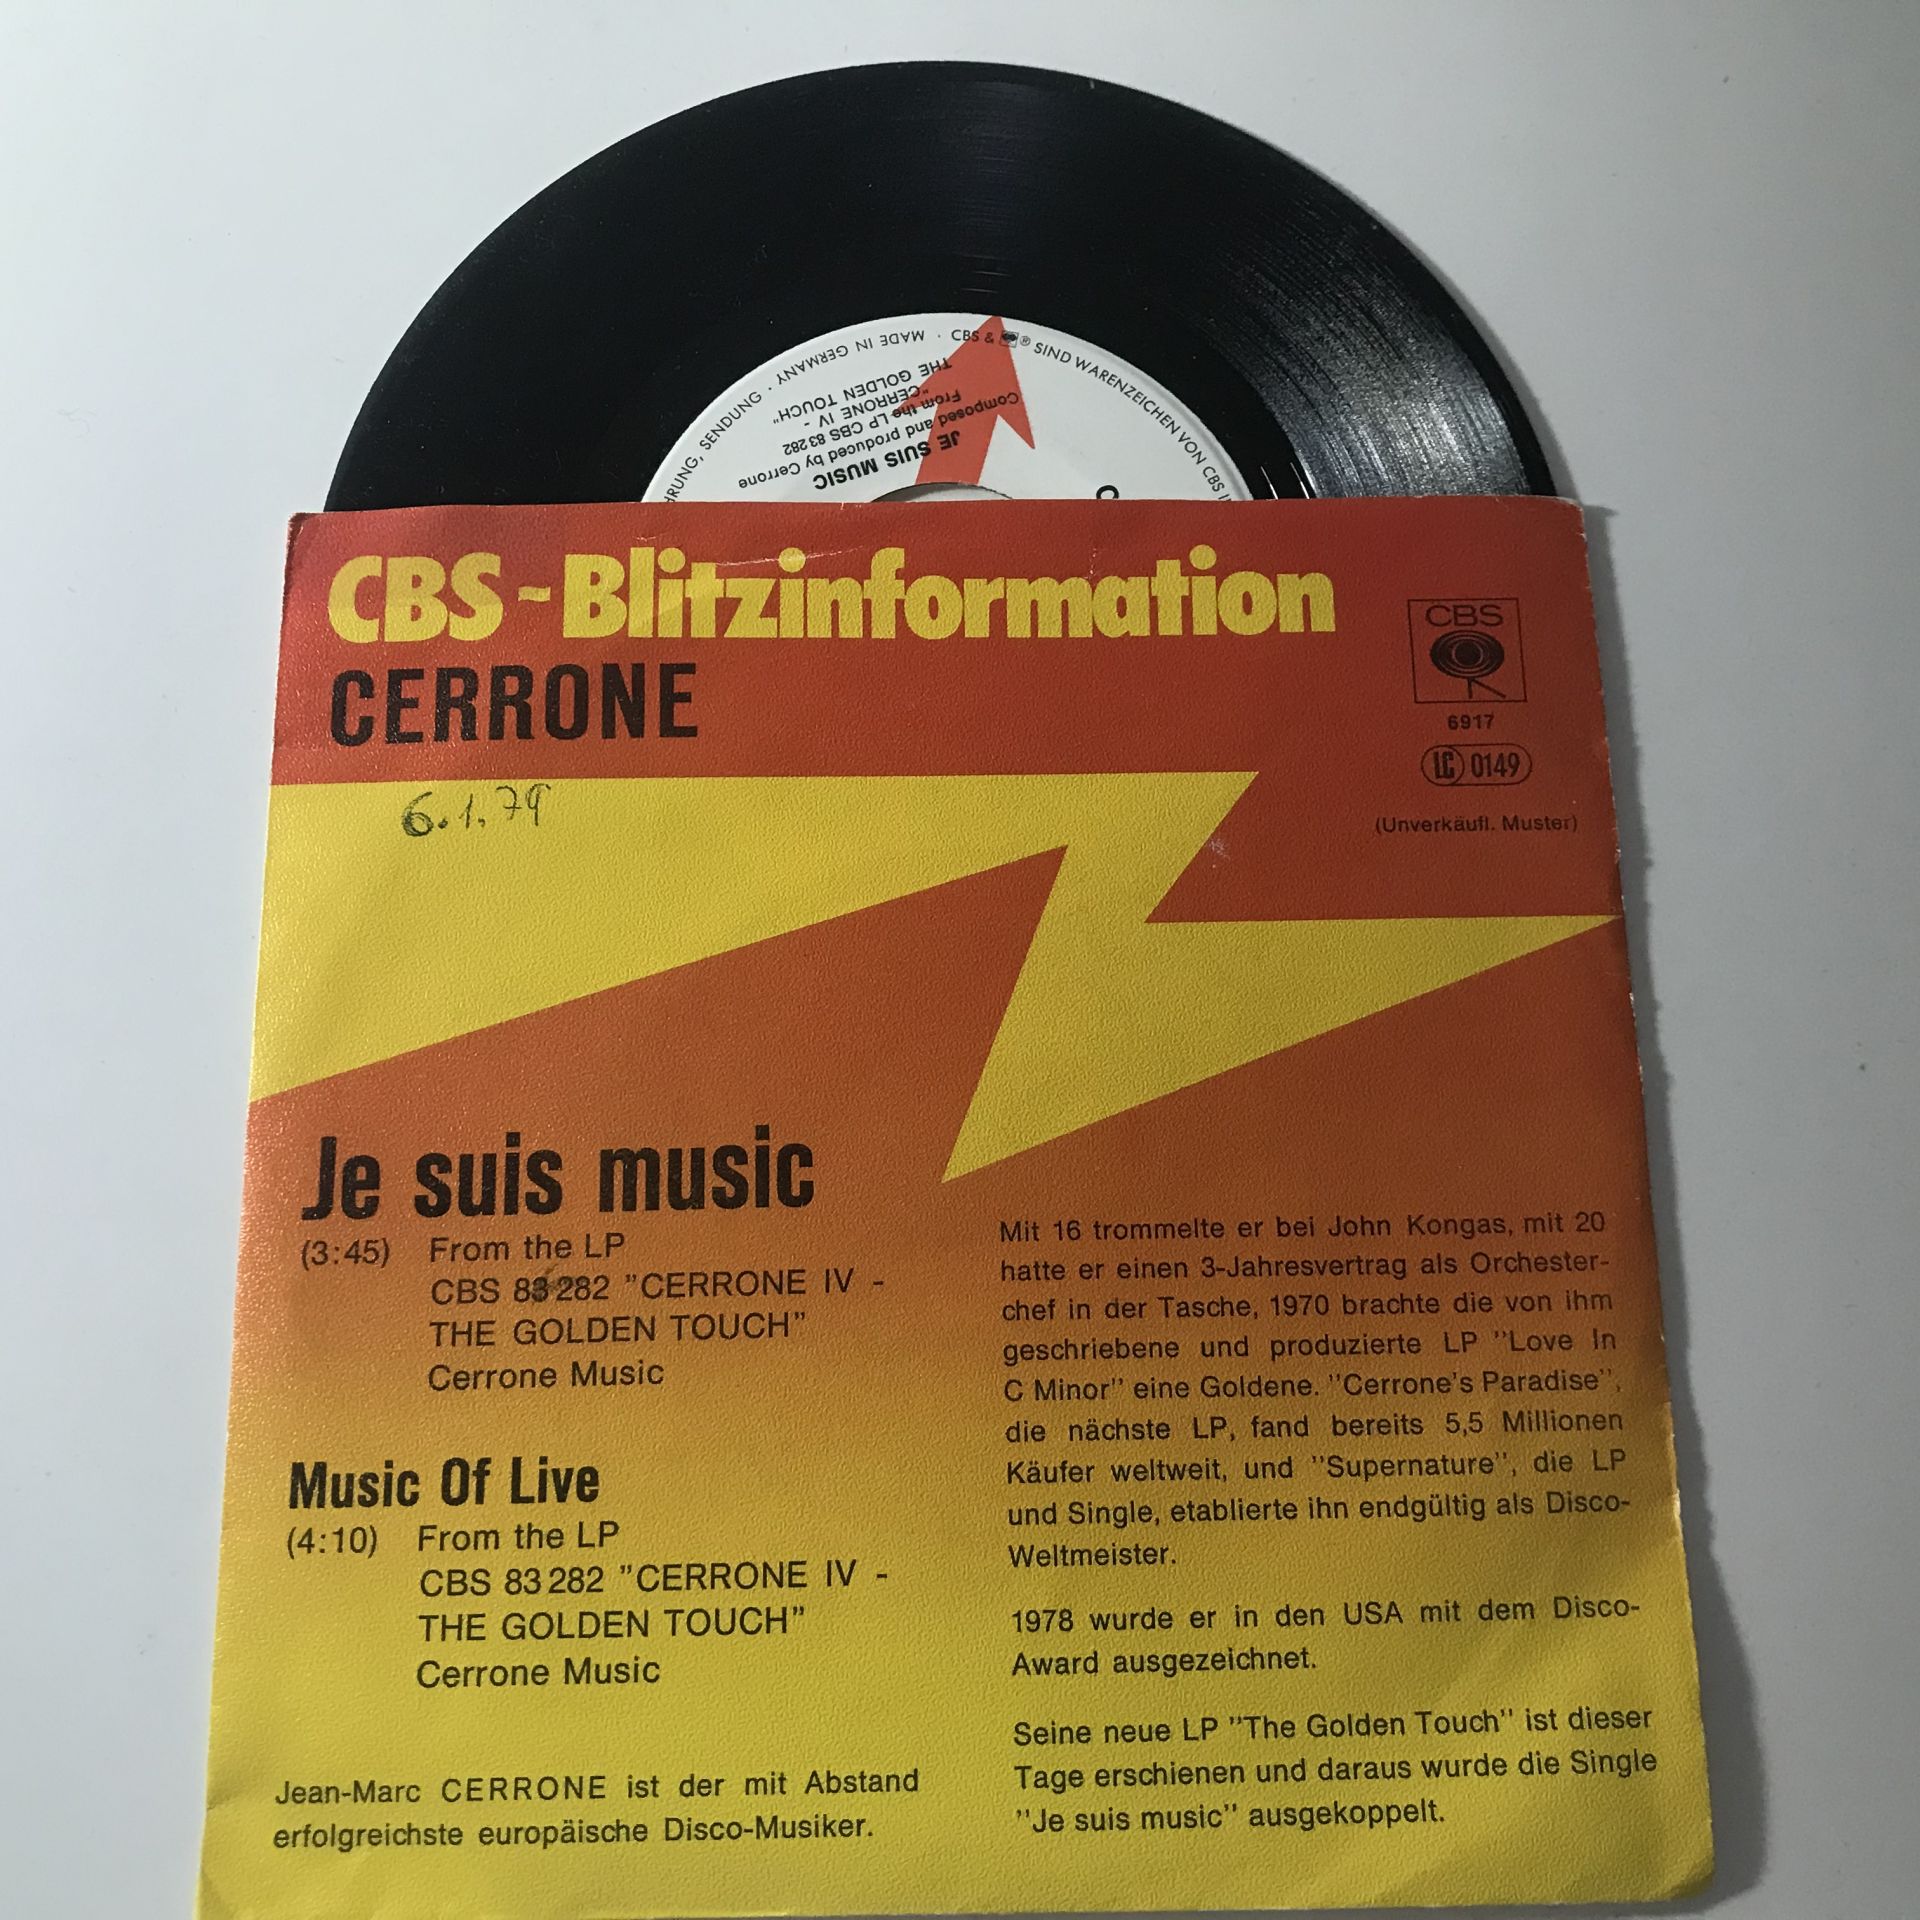 HRUNG, SENDUNG · MADE IN GERMANY · CBS & ® SIND WARENZEICHEN VON CBS
JE SUIS MUSIC
Composed and produced by Cerrone
From the LP CBS 83 282
"CERRONE IV -
THE GOLDEN TOUCH"
CBS-Blitzinformation
CERRONE
CBS
6917
LC 0149
(Unverkäufl. Muster)
6.1.79
Je suis music
(3:45) From the LP
CBS 83 282 "CERRONE IV -
THE GOLDEN TOUCH"
Cerrone Music
Music Of Live
(4:10) From the LP
CBS 83 282 "CERRONE IV -
THE GOLDEN TOUCH"
Cerrone Music
Jean-Marc CERRONE ist der mit Abstand
erfolgreichste europäische Disco-Musiker.
Mit 16 trommelte er bei John Kongas, mit 20
hatte er einen 3-Jahresvertrag als Orchester-
chef in der Tasche, 1970 brachte die von ihm
geschriebene und produzierte LP "Love In
C Minor" eine Goldene. "Cerrone's Paradise",
die nächste LP, fand bereits 5,5 Millionen
Käufer weltweit, und "Supernature", die LP
und Single, etablierte ihn endgültig als Disco-
Weltmeister.
1978 wurde er in den USA mit dem Disco-
Award ausgezeichnet.
Seine neue LP "The Golden Touch" ist dieser
Tage erschienen und daraus wurde die Single
"Je suis music" ausgekoppelt.